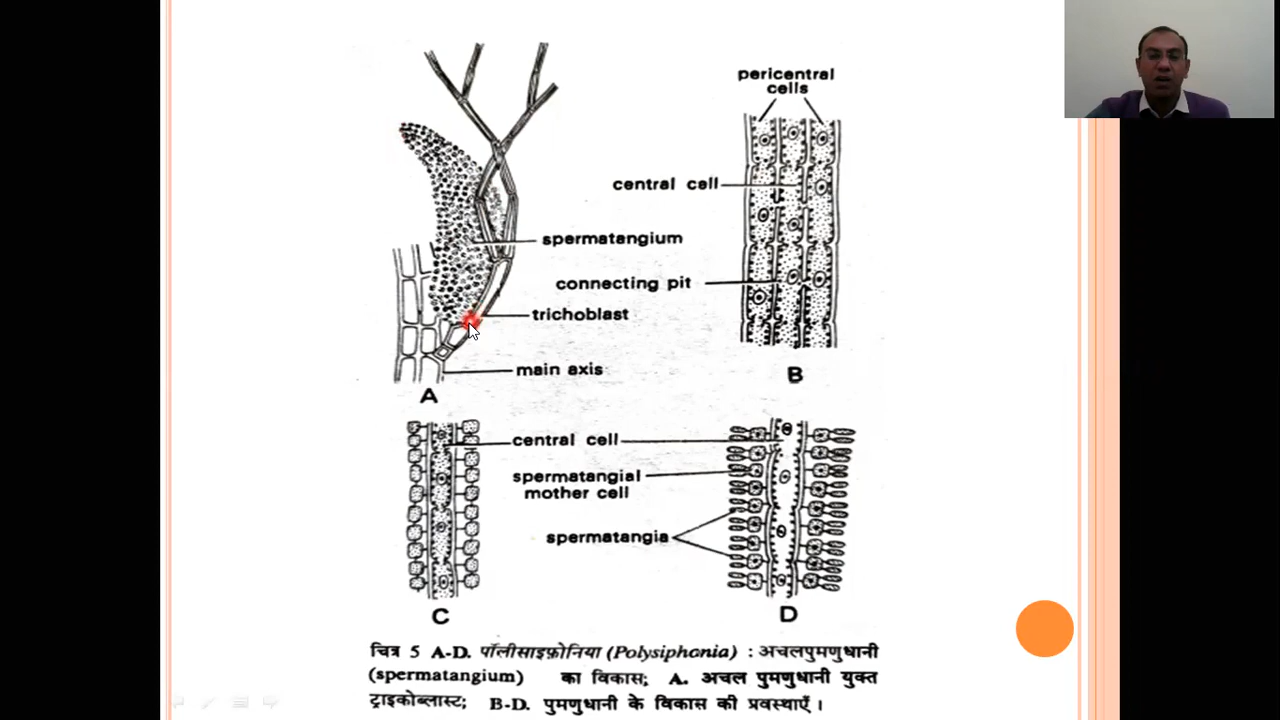 pericentral
cells
central cell
spermatangium
connecting pit
trichoblast
main axis
A
B
central cell
spermatangial
mother cell
spermatangia
C
D
चित्र 5 A-D. पॉलीसाइफ़ोनिया (Polysiphonia) : अचलपुमणुधानी
(spermatangium) का विकास; A. अचल पुमणुधानी युक्त
ट्राइकोब्लास्ट; B-D. पुमणुधानी के विकास की प्रवस्थाएँ ।